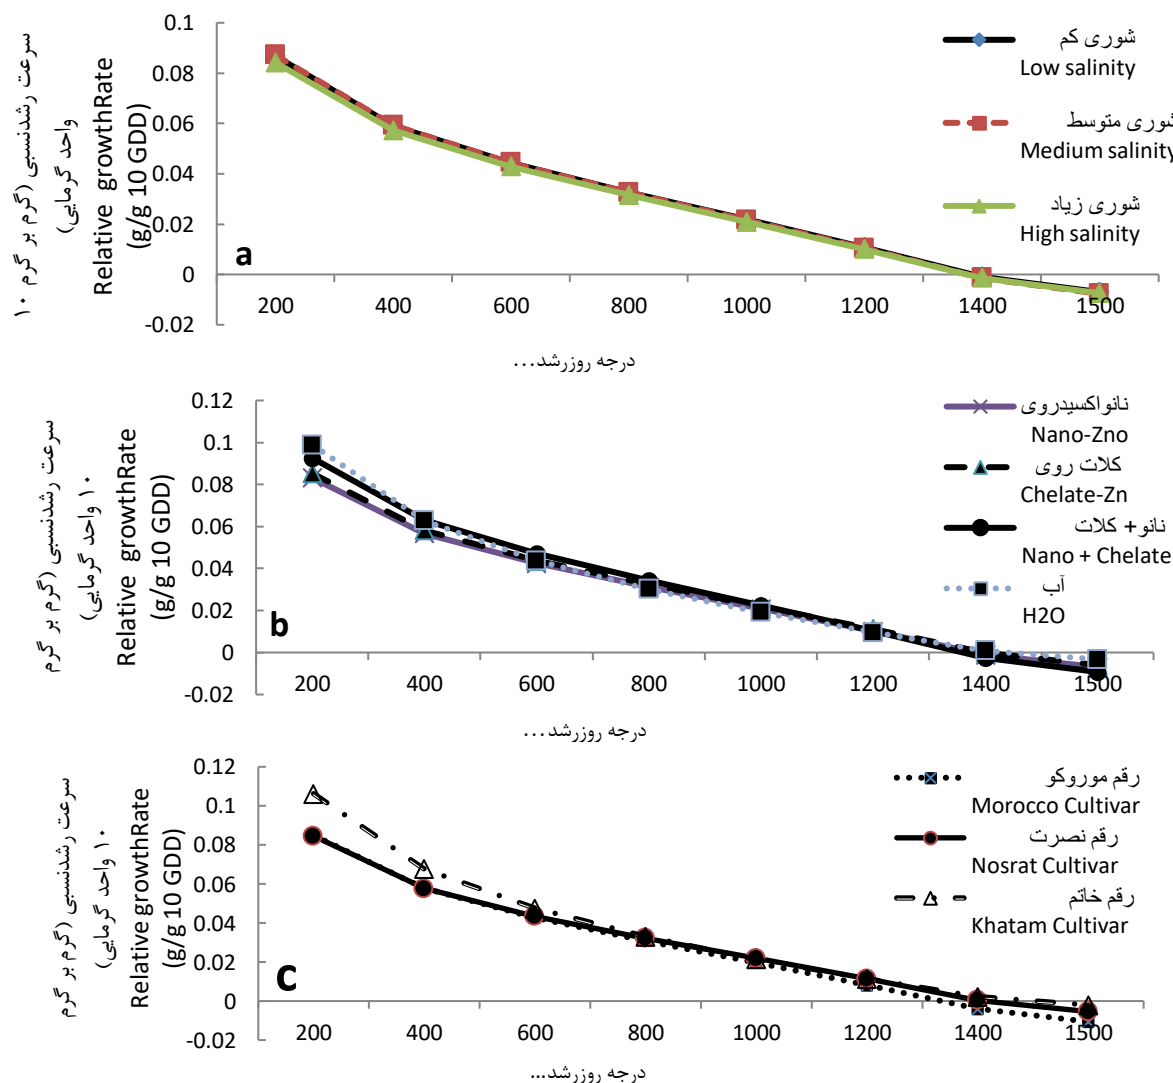 سرعت رشدنسبی (گرم بر گرم ۱۰
واحد گرمایی)
Relative growthRate
(g/g 10 GDD)
0.1
0.08
0.06
0.04
0.02
0
-0.02
a
200 400 600 800 1000 1200 1400 1500
شوری کم
Low salinity
شوری متوسط
Medium salinity
شوری زیاد
High salinity
درجه روزرشد...
سرعت رشدنسبی (گرم بر گرم
۱۰ واحد گرمایی)
Relative growthRate
(g/g 10 GDD)
0.12
0.1
0.08
0.06
0.04
0.02
0
-0.02
b
200 400 600 800 1000 1200 1400 1500
نانواکسیدروی
Nano-Zno
کلات روی
Chelate-Zn
نانو+ کلات
Nano + Chelate
آب
H2O
درجه روزرشد...
سرعت رشدنسبی (گرم بر گرم
۱۰ واحد گرمایی)
Relative growthRate
(g/g 10 GDD)
0.12
0.1
0.08
0.06
0.04
0.02
0
-0.02
c
200 400 600 800 1000 1200 1400 1500
رقم موروکو
Morocco Cultivar
رقم نصرت
Nosrat Cultivar
رقم خاتم
Khatam Cultivar
درجه روزرشد...